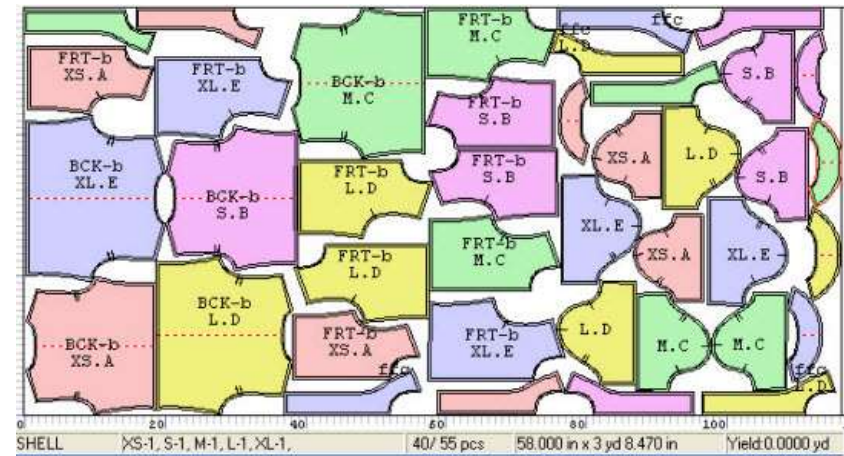 FRT-b
XS.A
FRT-b
XL.E
BCK-b
M.C
FRT-b
M.C
ffc
ffc
L.D
FRT-b
S.B
S.B
BCK-b
XL.E
BCK-b
S.B
FRT-b
L.D
FRT-b
S.B
XS.A
L.D
S.B
XL.E
XS.A
XL.E
FRT-b
L.D
FRT-b
M.C
BCK-b
L.D
BCK-b
XS.A
FRT-b
XS.A
ffc
FRT-b
XL.E
L.D
M.C
M.C
ffc
L.D
0 20 40 60 80 100
SHELL XS-1, S-1, M-1, L-1, XL-1, 40/ 55 pcs 58.000 in x 3 yd 8.470 in Yield:0.0000 yd